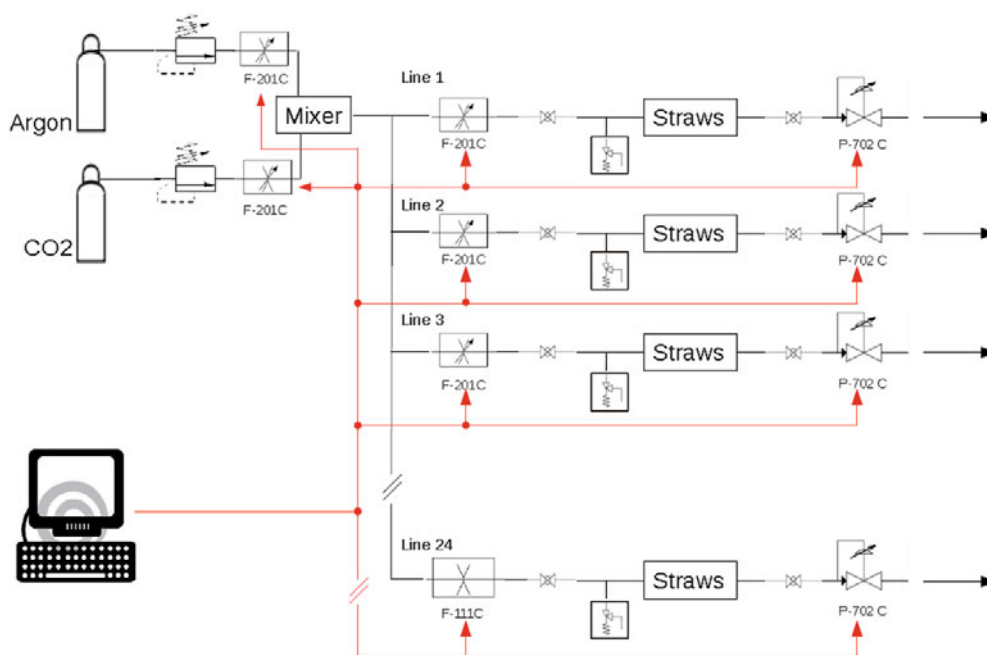 Argon
F-201C
Mixer
CO2
F-201C
Line 1
F-201C
Straws
P-702 C
Line 2
F-201C
Straws
P-702 C
Line 3
F-201C
Straws
P-702 C
Line 24
F-111C
Straws
P-702 C